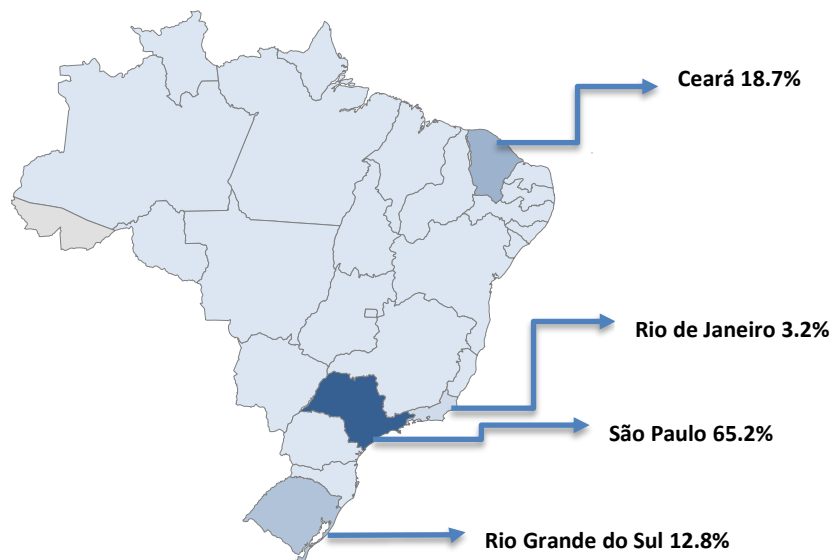 Ceará 18.7%
Rio de Janeiro 3.2%
São Paulo 65.2%
Rio Grande do Sul 12.8%